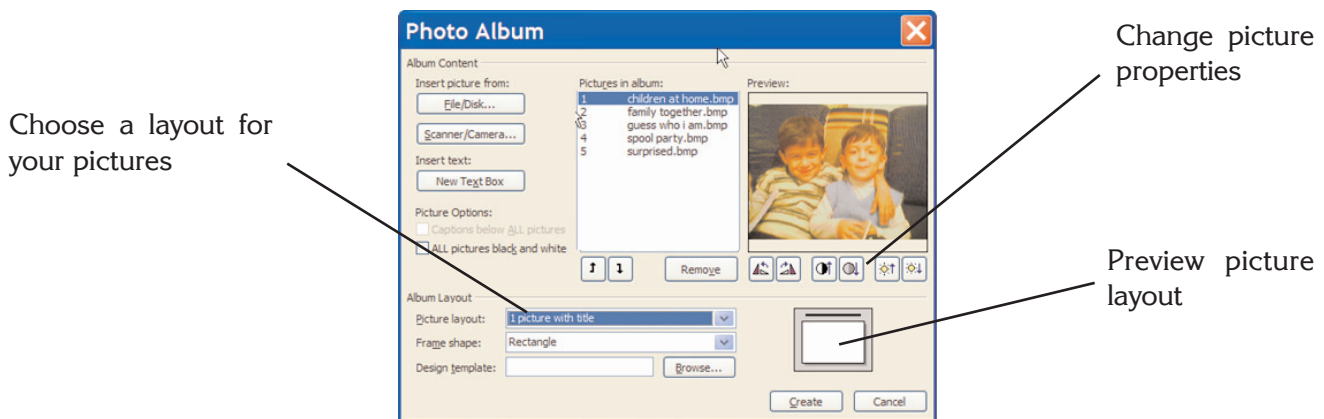 Photo Album
Album Content
Insert picture from:
File/Disk...
Scanner/Camera...
Insert text:
New Text Box
Picture Options:
Captions below ALL pictures
ALL pictures black and white
Pictures in album:
1 children at home.bmp
2 family together.bmp
3 guess who i am.bmp
4 spool party.bmp
5 surprised.bmp
Remove
Preview:
Album Layout
Picture layout: 1 picture with title
Frame shape: Rectangle
Design template: Browse...
Create Cancel
Choose a layout for
your pictures
Change picture
properties
Preview picture
layout